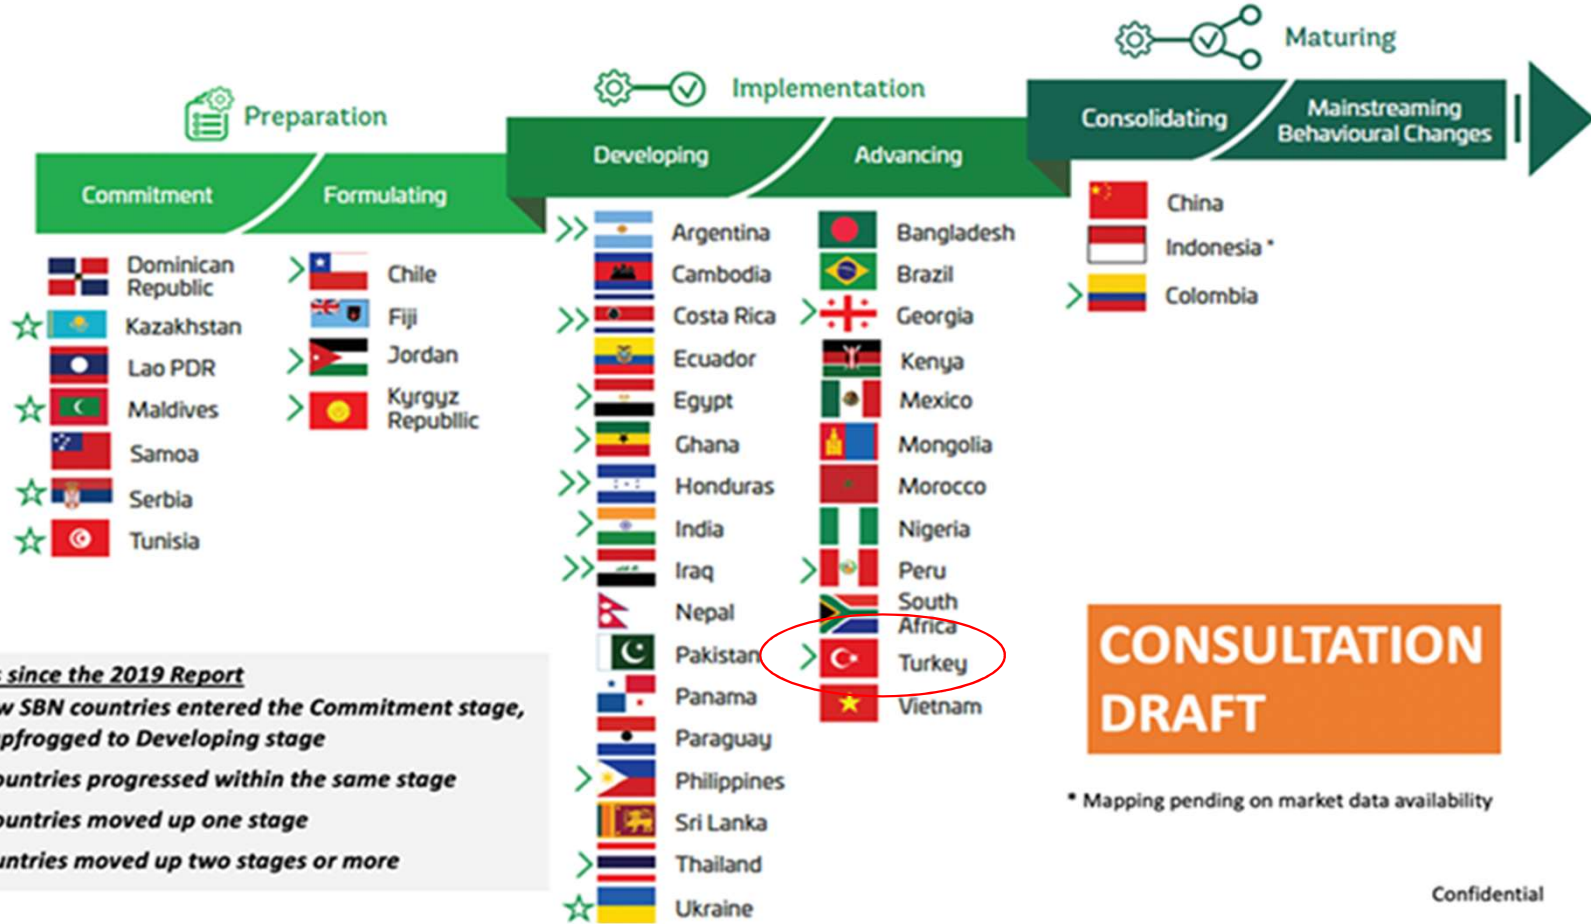 Preparation
Implementation
Maturing
Commitment
Formulating
Developing
Advancing
Consolidating
Mainstreaming
Behavioural Changes
Dominican
Republic
Kazakhstan
Lao PDR
Maldives
Samoa
Serbia
Tunisia
Chile
Fiji
Jordan
Kyrgyz
Republlic
Argentina
Cambodia
Costa Rica
Ecuador
Egypt
Ghana
Honduras
India
Iraq
Nepal
Pakistan
Panama
Paraguay
Philippines
Sri Lanka
Thailand
Ukraine
Bangladesh
Brazil
Georgia
Kenya
Mexico
Mongolia
Morocco
Nigeria
Peru
South
Africa
Turkey
Vietnam
China
Indonesia *
Colombia
since the 2019 Report
SBN countries entered the Commitment stage,
to Developing stage
progressed within the same stage
moved up one stage
moved up two stages or more
CONSULTATION
DRAFT
* Mapping pending on market data availability
Confidential